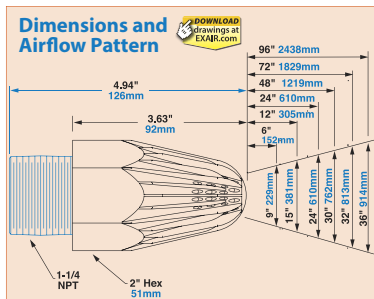 Dimensions and
Airflow Pattern
DOWNLOAD
drawings at
EXAIR.com
96" 2438mm
72" 1829mm
48" 1219mm
24" 610mm
12" 305mm
6"
152mm
4.94"
126mm
3.63"
92mm
9" 229mm
15" 381mm
24" 610mm
30" 762mm
32" 813mm
36" 914mm
1-1/4
NPT
2" Hex
51mm